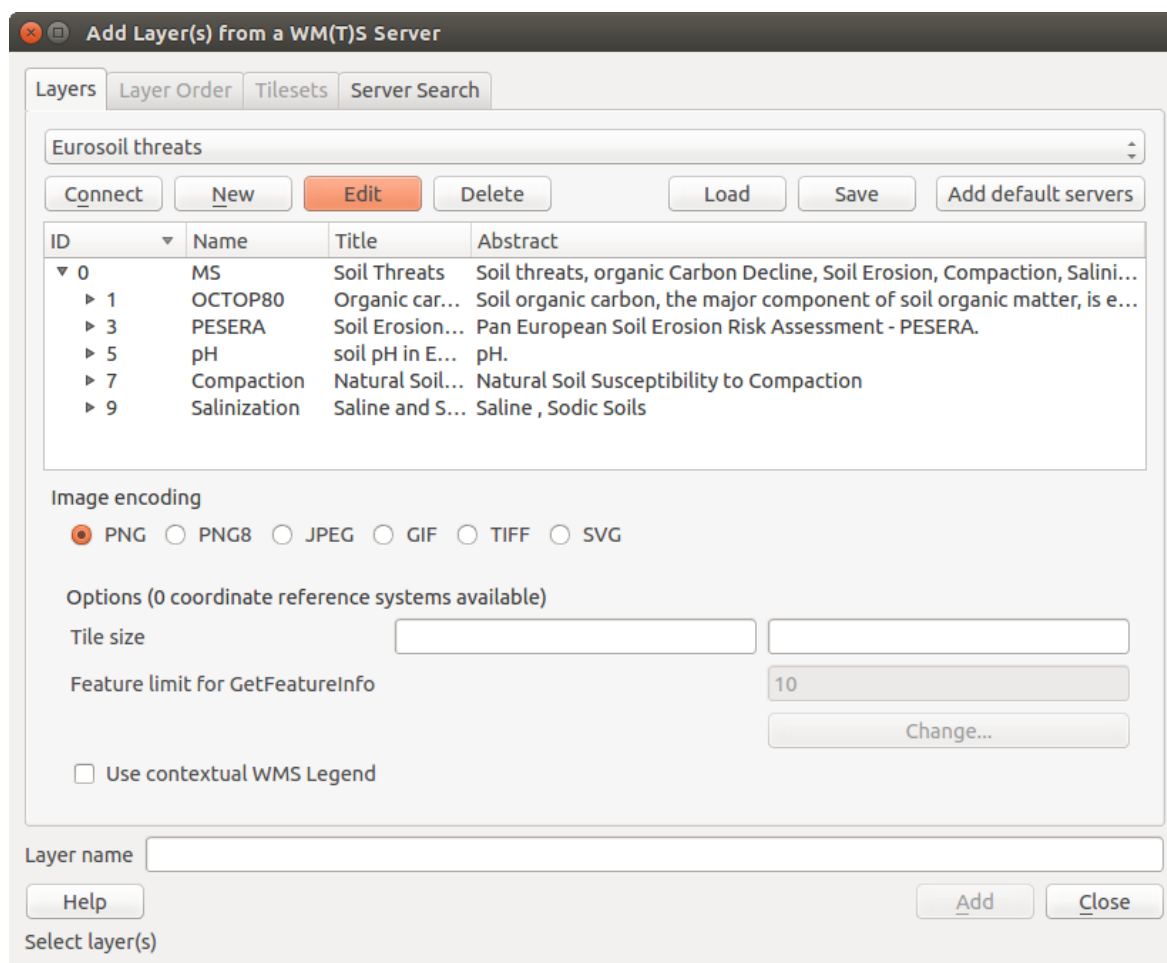 Add Layer(s) from a WM(T)S Server
Layers Layer Order Tilesets Server Search
Eurosoil threats
Connect New Edit Delete Load Save Add default servers
ID Name Title Abstract
0 MS Soil Threats Soil threats, organic Carbon Decline, Soil Erosion, Compaction, Salini...
1 OCTOP80 Organic car... Soil organic carbon, the major component of soil organic matter, is e...
3 PESERA Soil Erosion... Pan European Soil Erosion Risk Assessment - PESERA.
5 pH soil pH in E... pH.
7 Compaction Natural Soil... Natural Soil Susceptibility to Compaction
9 Salinization Saline and S... Saline , Sodic Soils
Image encoding
PNG PNG8 JPEG GIF TIFF SVG
Options (0 coordinate reference systems available)
Tile size
Feature limit for GetFeatureInfo 10
Change...
Use contextual WMS Legend
Layer name
Help Add Close
Select layer(s)